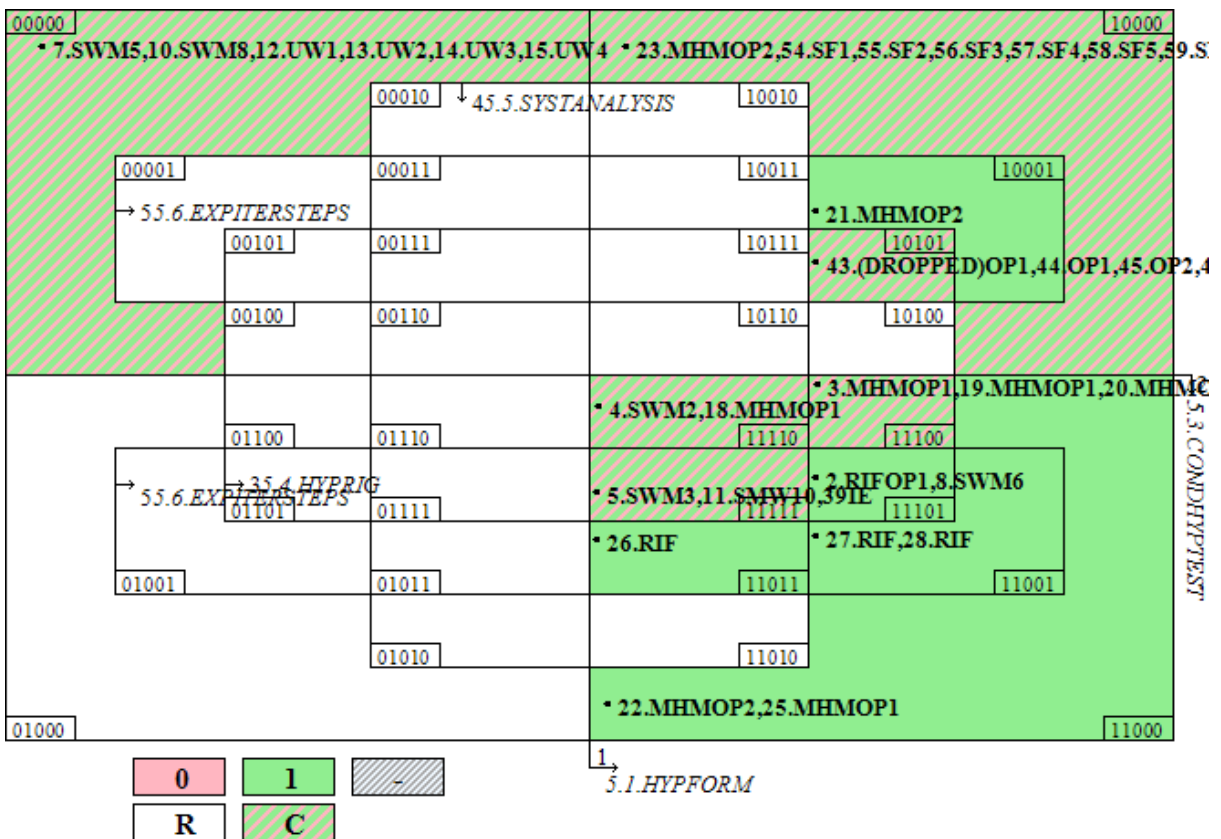 00000 10000
7.SWM5,10.SWM8,12.UW1,13.UW2,14.UW3,15.UW4 23.MHMOP2,54.SF1,55.SF2,56.SF3,57.SF4,58.SF5,59.S
00010 45.5.SYSTANALYSIS 10010
00001 00011 10011 10001
55.6.EXPITERSTEPS 21.MHMOP2
00101 00111 10111 10101
43.(DROPPED)OP1,44.OP1,45.OP2,4
00100 00110 10110 10100
3.MHMOP1,19.MHMOP1,20.MHMO
4.SWM2,18.MHMOP1
5.3.CONDHYPTEST
01100 01110 11110 11100
55.6.EXPITERSTEPS 35.4.HYPRIG 2.RIFOP1,8.SWM6
5.SWM3,11.SMW10,39IE
01101 01111 11111 11101
26.RIF 27.RIF,28.RIF
01001 01011 11011 11001
01010 11010
22.MHMOP2,25.MHMOP1
01000 11000
1
5.1.HYPFORM
0 1 -
R C